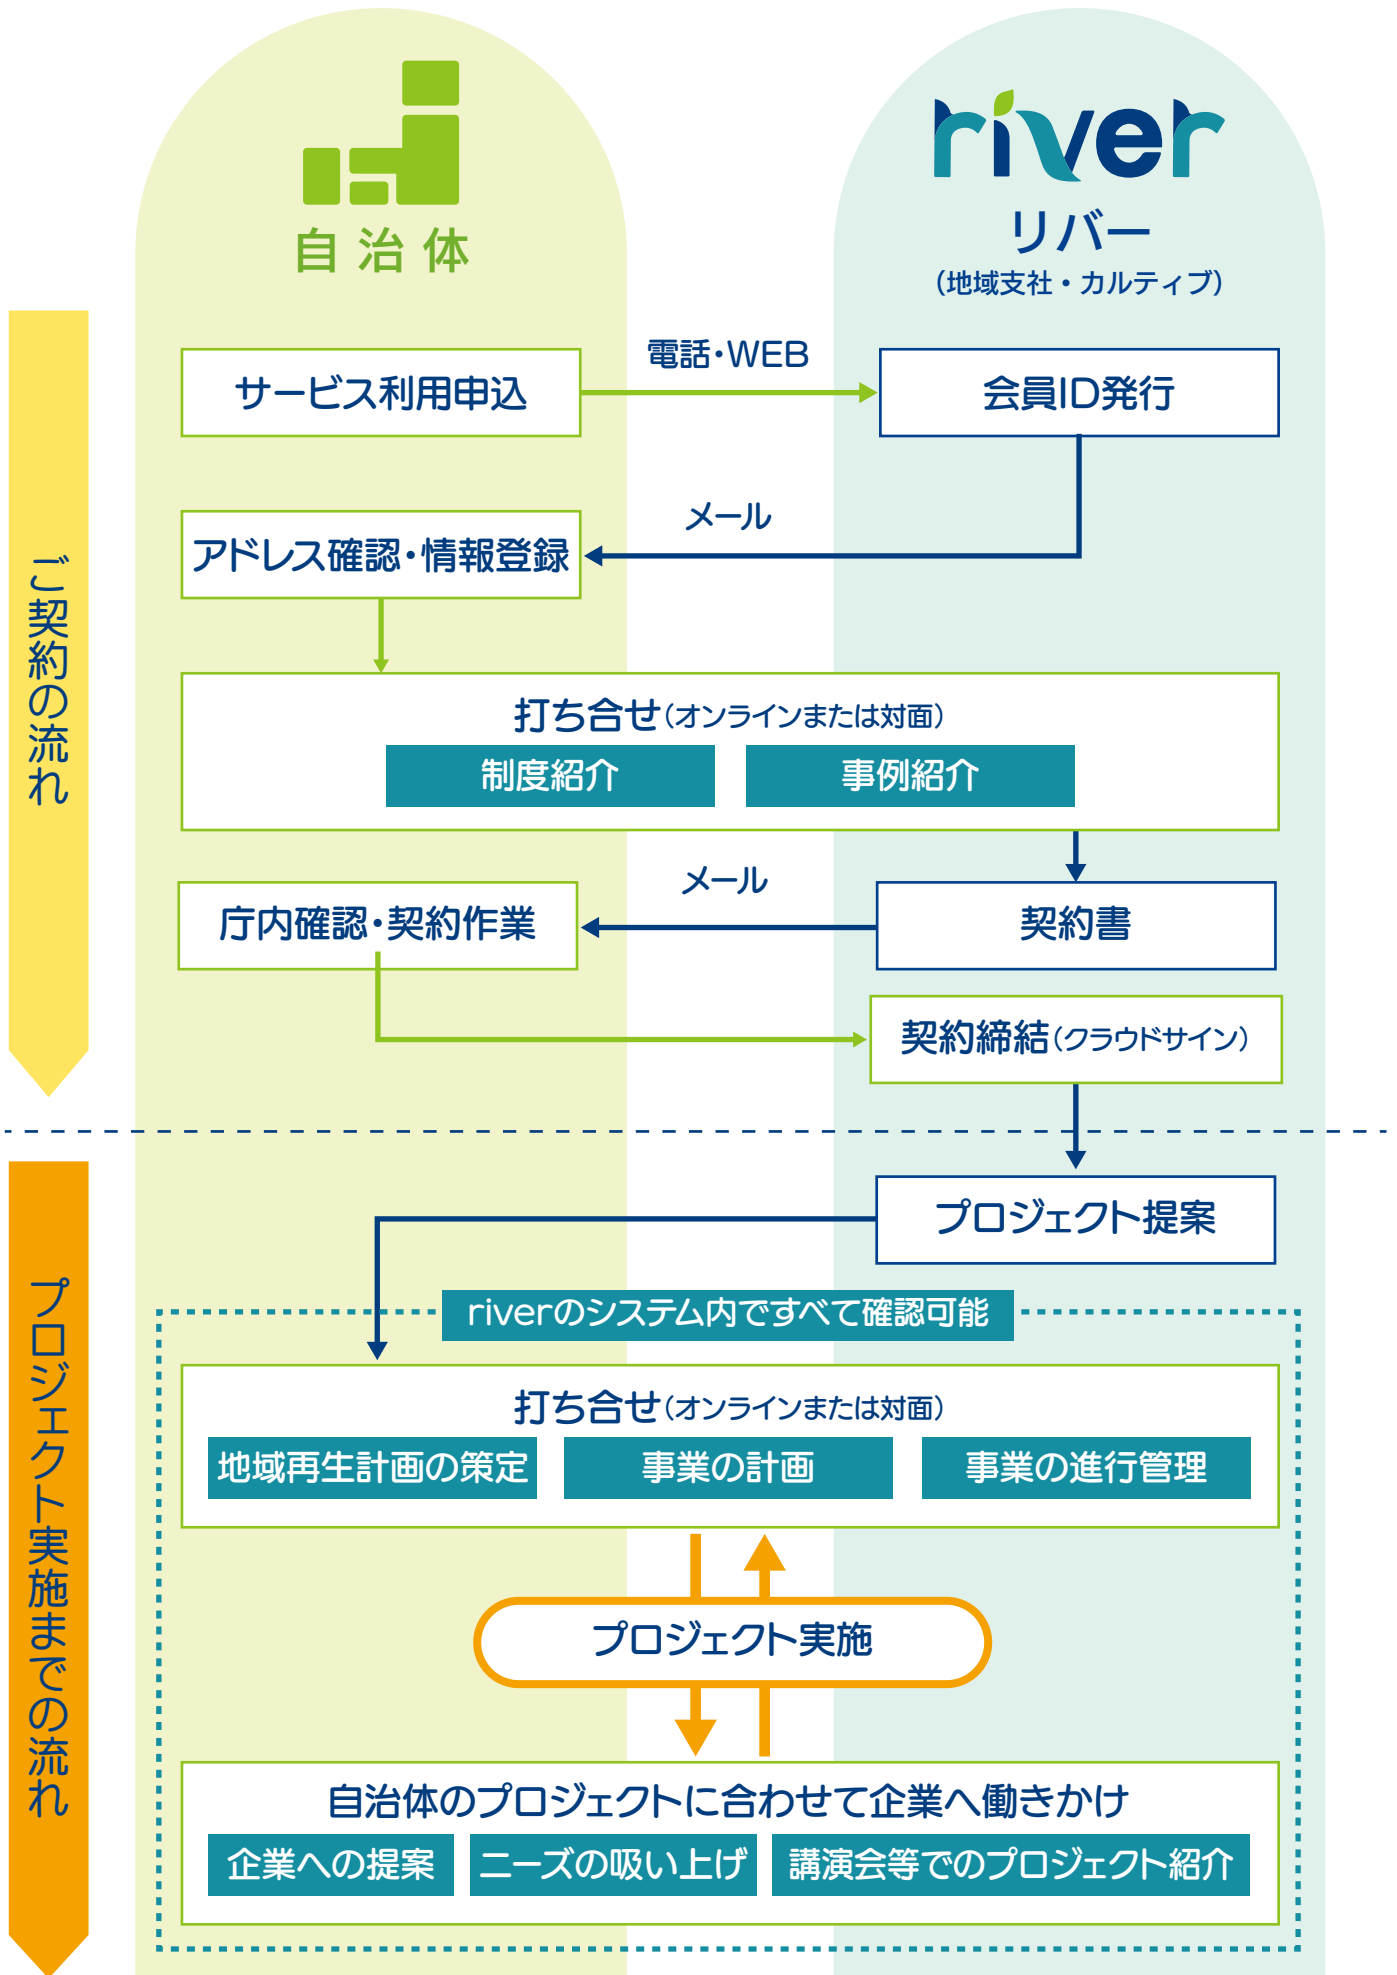 自治体
river
リバー
（地域支社・カルティブ）
ご契約の流れ
サービス利用申込
電話・WEB
会員ID発行
メール
アドレス確認・情報登録
打ち合せ（オンラインまたは対面）
制度紹介
事例紹介
メール
庁内確認・契約作業
契約書
契約締結（クラウドサイン）
プロジェクト実施までの流れ
プロジェクト提案
riverのシステム内ですべて確認可能
打ち合せ（オンラインまたは対面）
地域再生計画の策定
事業の計画
事業の進行管理
プロジェクト実施
自治体のプロジェクトに合わせて企業へ働きかけ
企業への提案
ニーズの吸い上げ
講演会等でのプロジェクト紹介